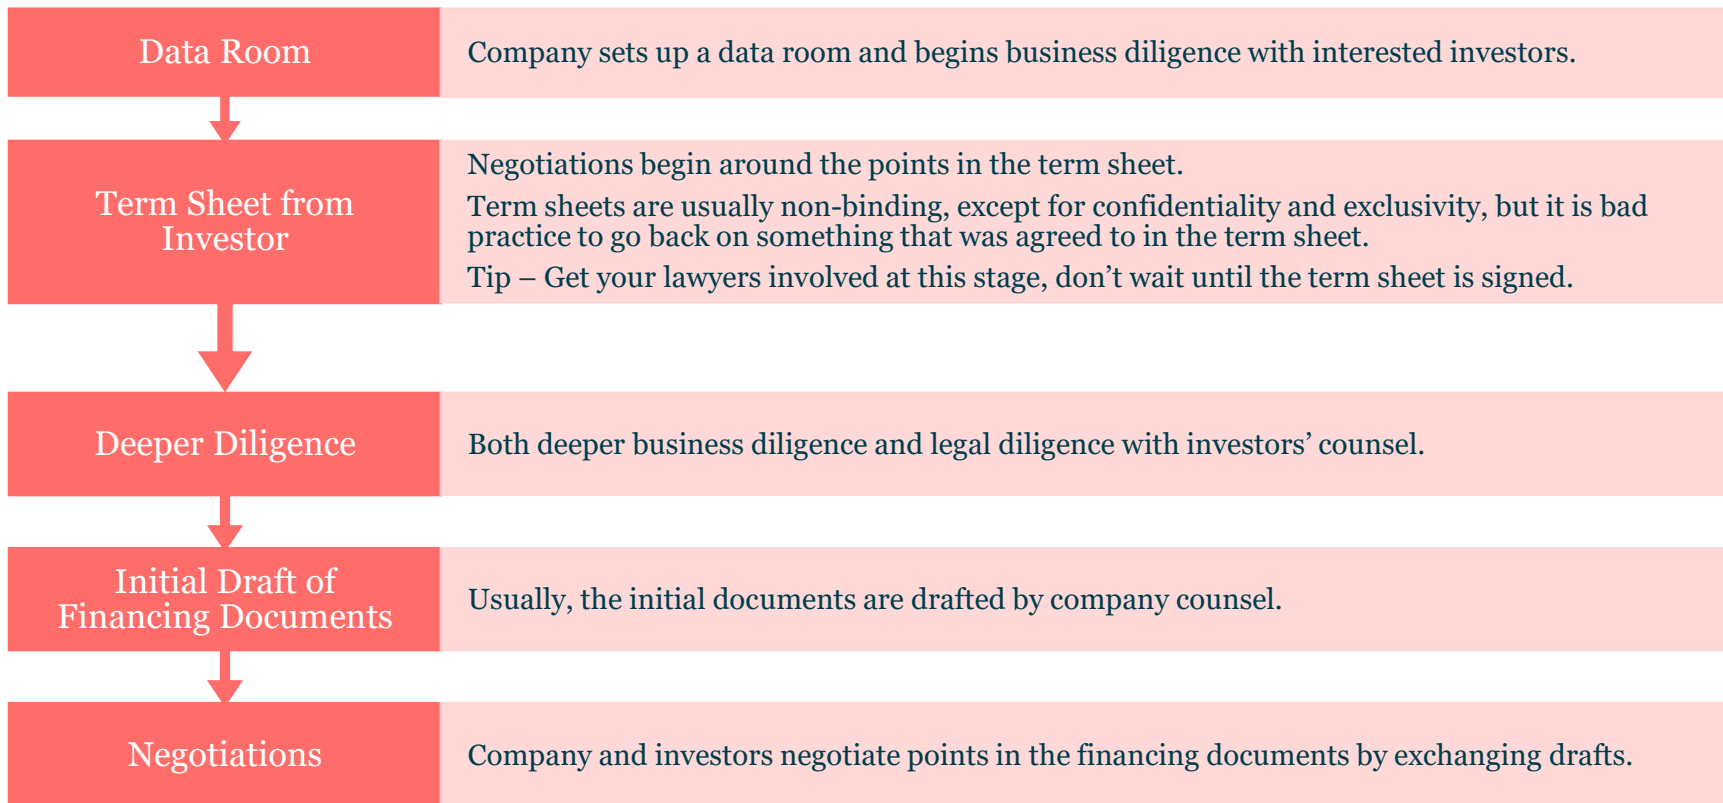 Data Room
Company sets up a data room and begins business diligence with interested investors.
Term Sheet from
Investor
Negotiations begin around the points in the term sheet.
Term sheets are usually non-binding, except for confidentiality and exclusivity, but it is bad
practice to go back on something that was agreed to in the term sheet.
Tip – Get your lawyers involved at this stage, don’t wait until the term sheet is signed.
Deeper Diligence
Both deeper business diligence and legal diligence with investors’ counsel.
Initial Draft of
Financing Documents
Usually, the initial documents are drafted by company counsel.
Negotiations
Company and investors negotiate points in the financing documents by exchanging drafts.